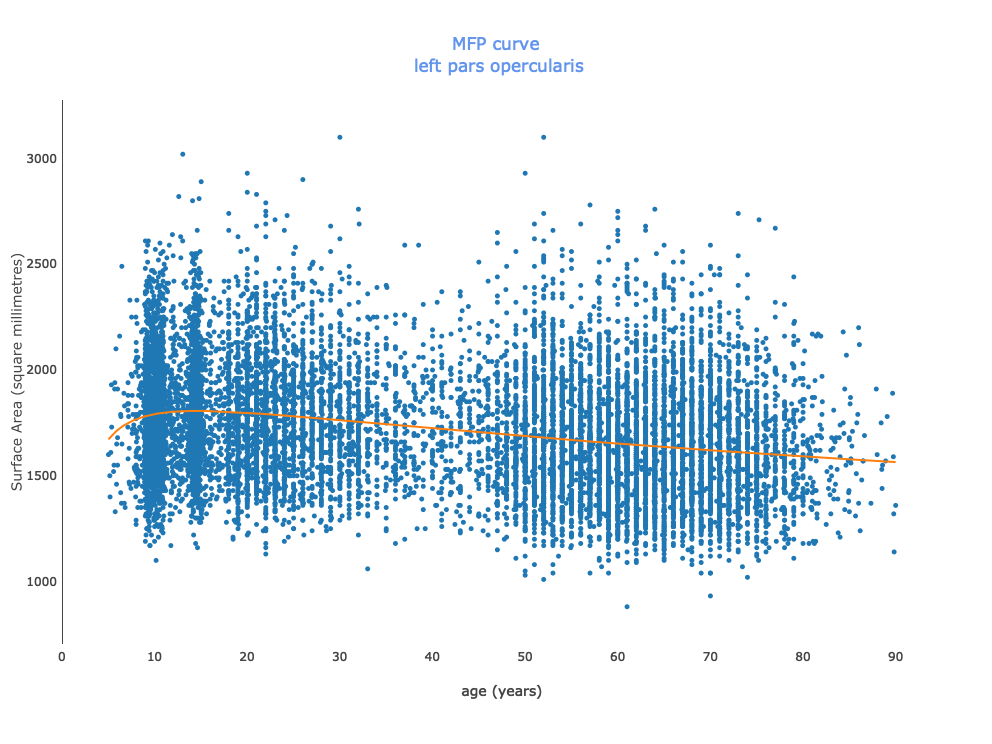 MFP curve
left pars opercularis
Surface Area (square millimetres)
3000
2500
2000
1500
1000
0 10 20 30 40 50 60 70 80 90
age (years)